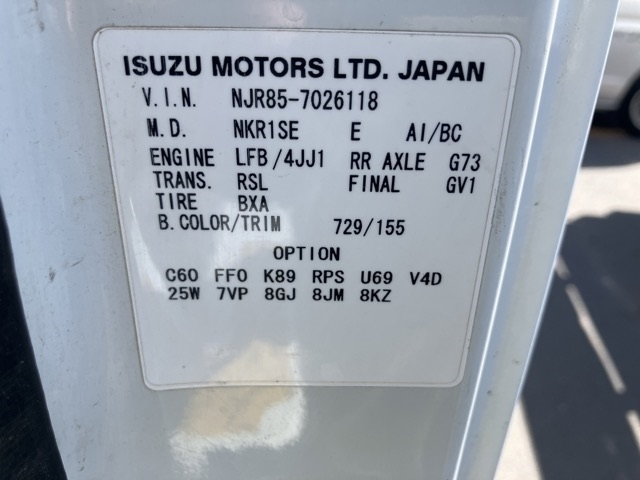 ISUZU MOTORS LTD. JAPAN
V.I.N. NJR85-7026118
M.D. NKR1SE E AI/BC
ENGINE LFB/4JJ1 RR AXLE G73
TRANS. RSL FINAL GV1
TIRE BXA
B.COLOR/TRIM 729/155
OPTION
C60 FF0 K89 RPS U69 V4D
25W 7VP 8GJ 8JM 8KZ